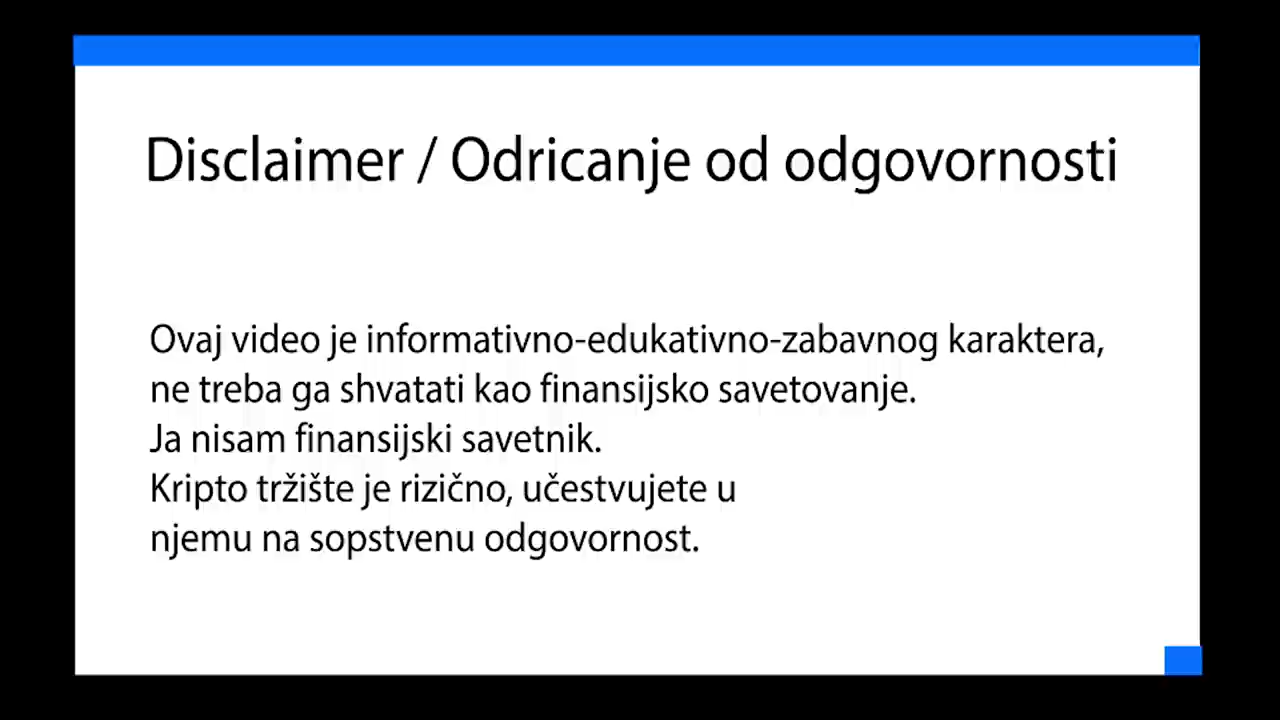 Disclaimer / Odricanje od odgovornosti
Ovaj video je informativno-edukativno-zabavnog karaktera,
ne treba ga shvatati kao finansijsko savetovanje.
Ja nisam finansijski savetnik.
Kripto tržište je rizično, učestvujete u
njemu na sopstvenu odgovornost.